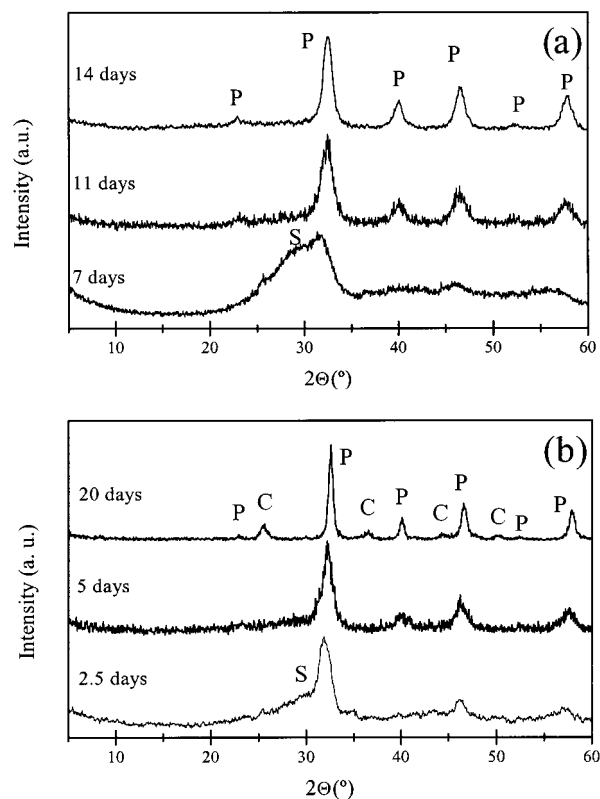 (a)
14 days
P
P
P
P
P
P
11 days
S
7 days
Intensity (a.u.)
10 20 30 40 50 60
2Θ(º)
(b)
20 days
P
C
P
C
P
C
P
C
P
P
5 days
2.5 days
S
Intensity (a. u.)
10 20 30 40 50 60
2Θ(º)